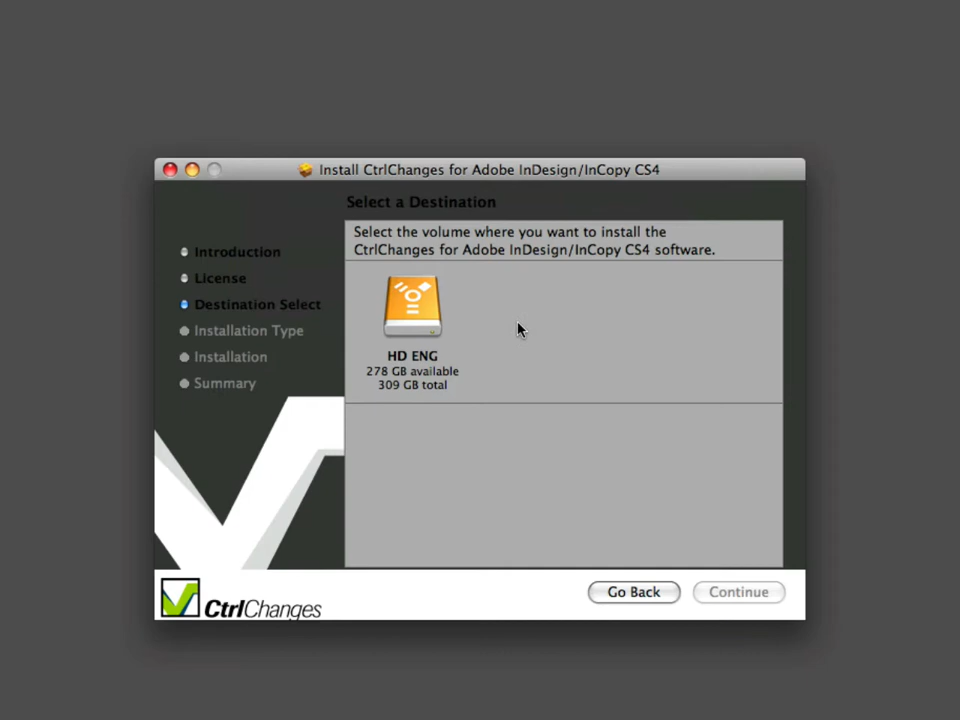 Install CtrlChanges for Adobe InDesign/InCopy CS4
Select a Destination
Introduction
License
Destination Select
Installation Type
Installation
Summary
Select the volume where you want to install the
CtrlChanges for Adobe InDesign/InCopy CS4 software.
HD ENG
278 GB available
309 GB total
CtrlChanges
Go Back
Continue